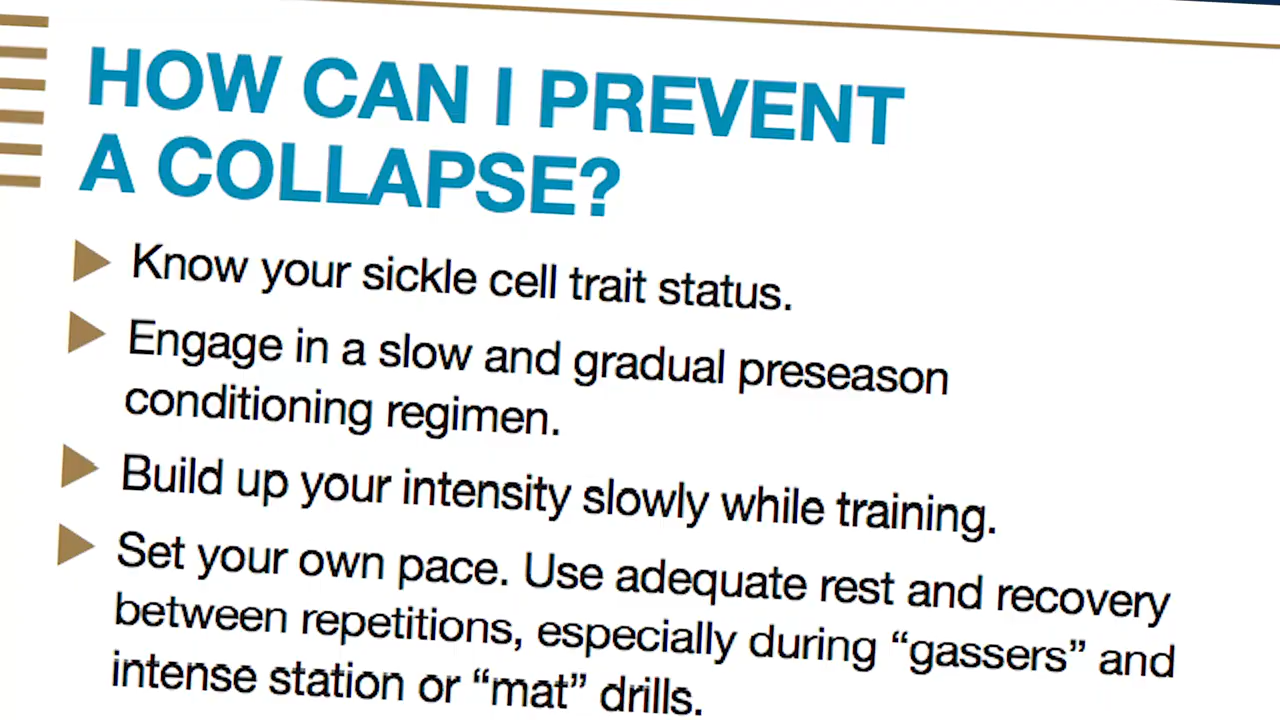 HOW CAN I PREVENT
A COLLAPSE?
Know your sickle cell trait status.
Engage in a slow and gradual preseason
conditioning regimen.
Build up your intensity slowly while training.
Set your own pace. Use adequate rest and recovery
between repetitions, especially during “gassers” and
intense station or “mat” drills.